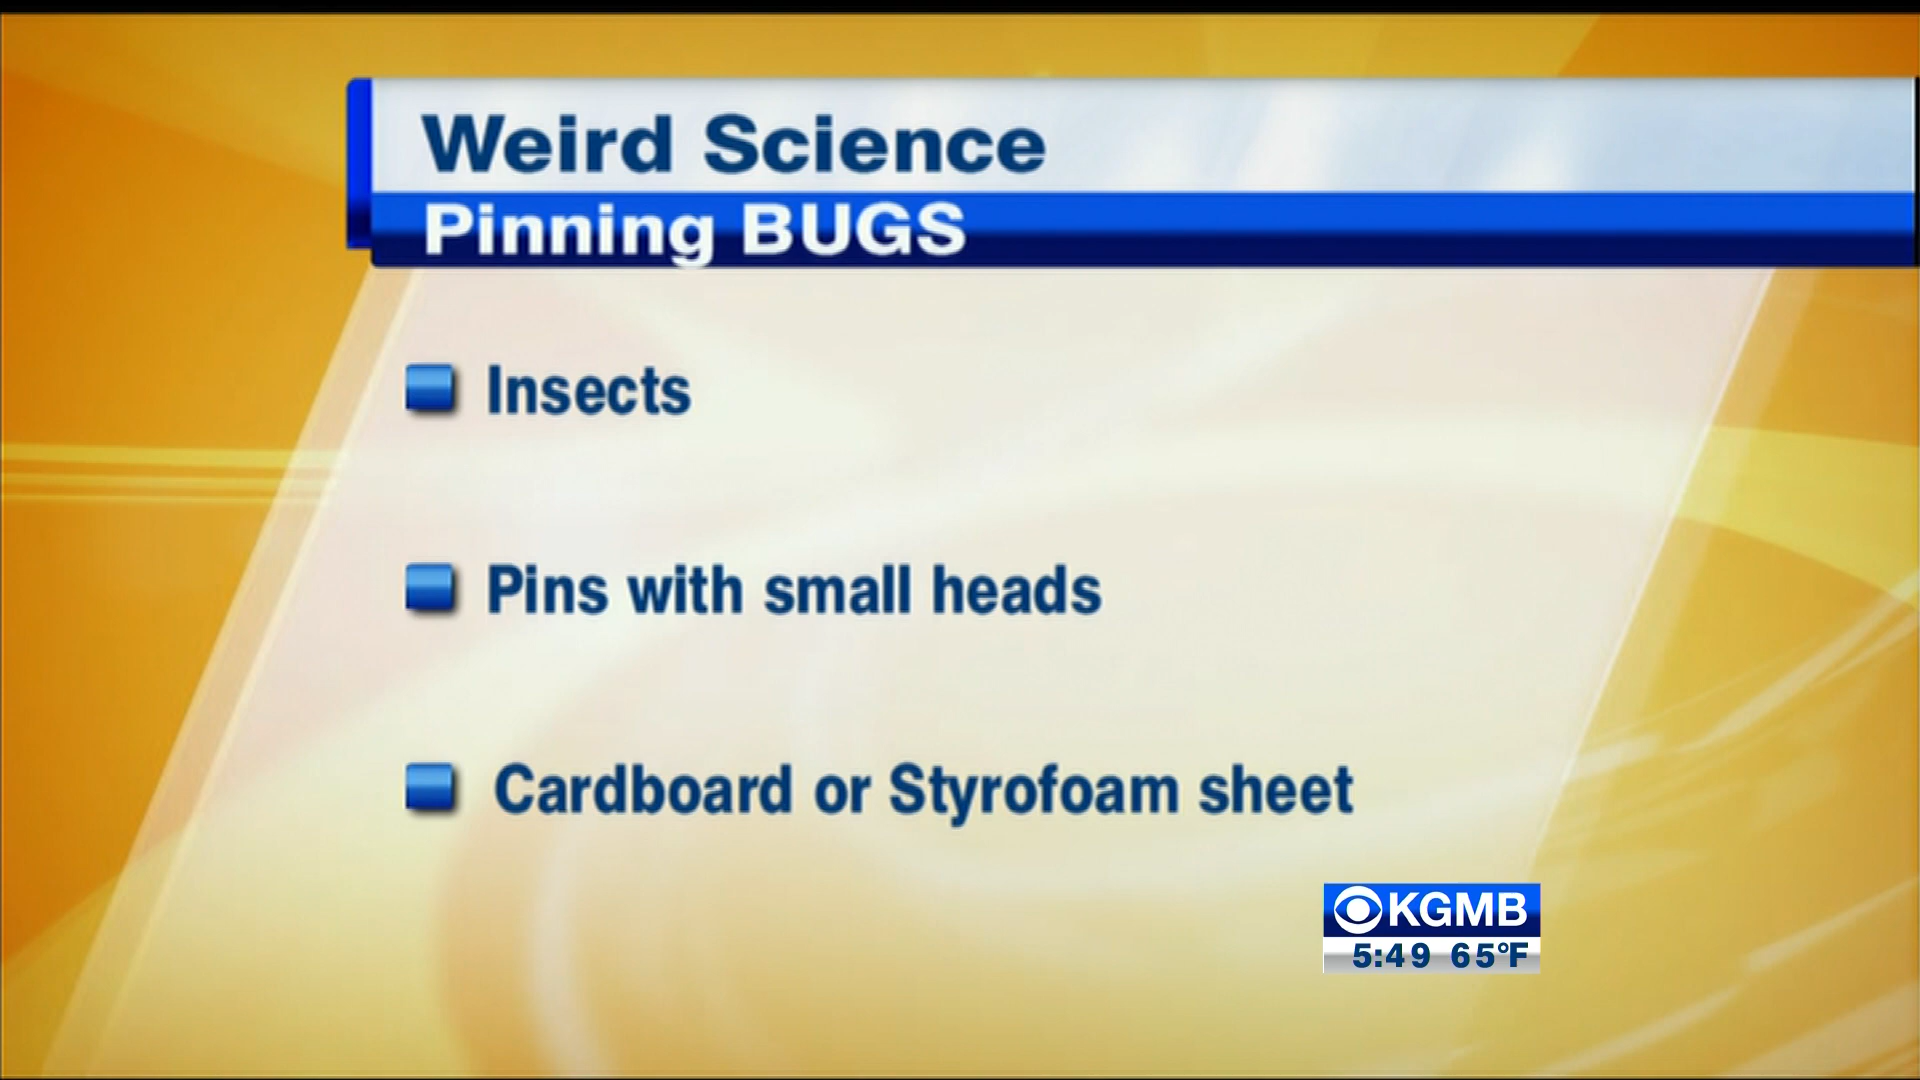 Weird Science
Pinning BUGS
Insects
Pins with small heads
Cardboard or Styrofoam sheet
KGMB
5:49 65°F